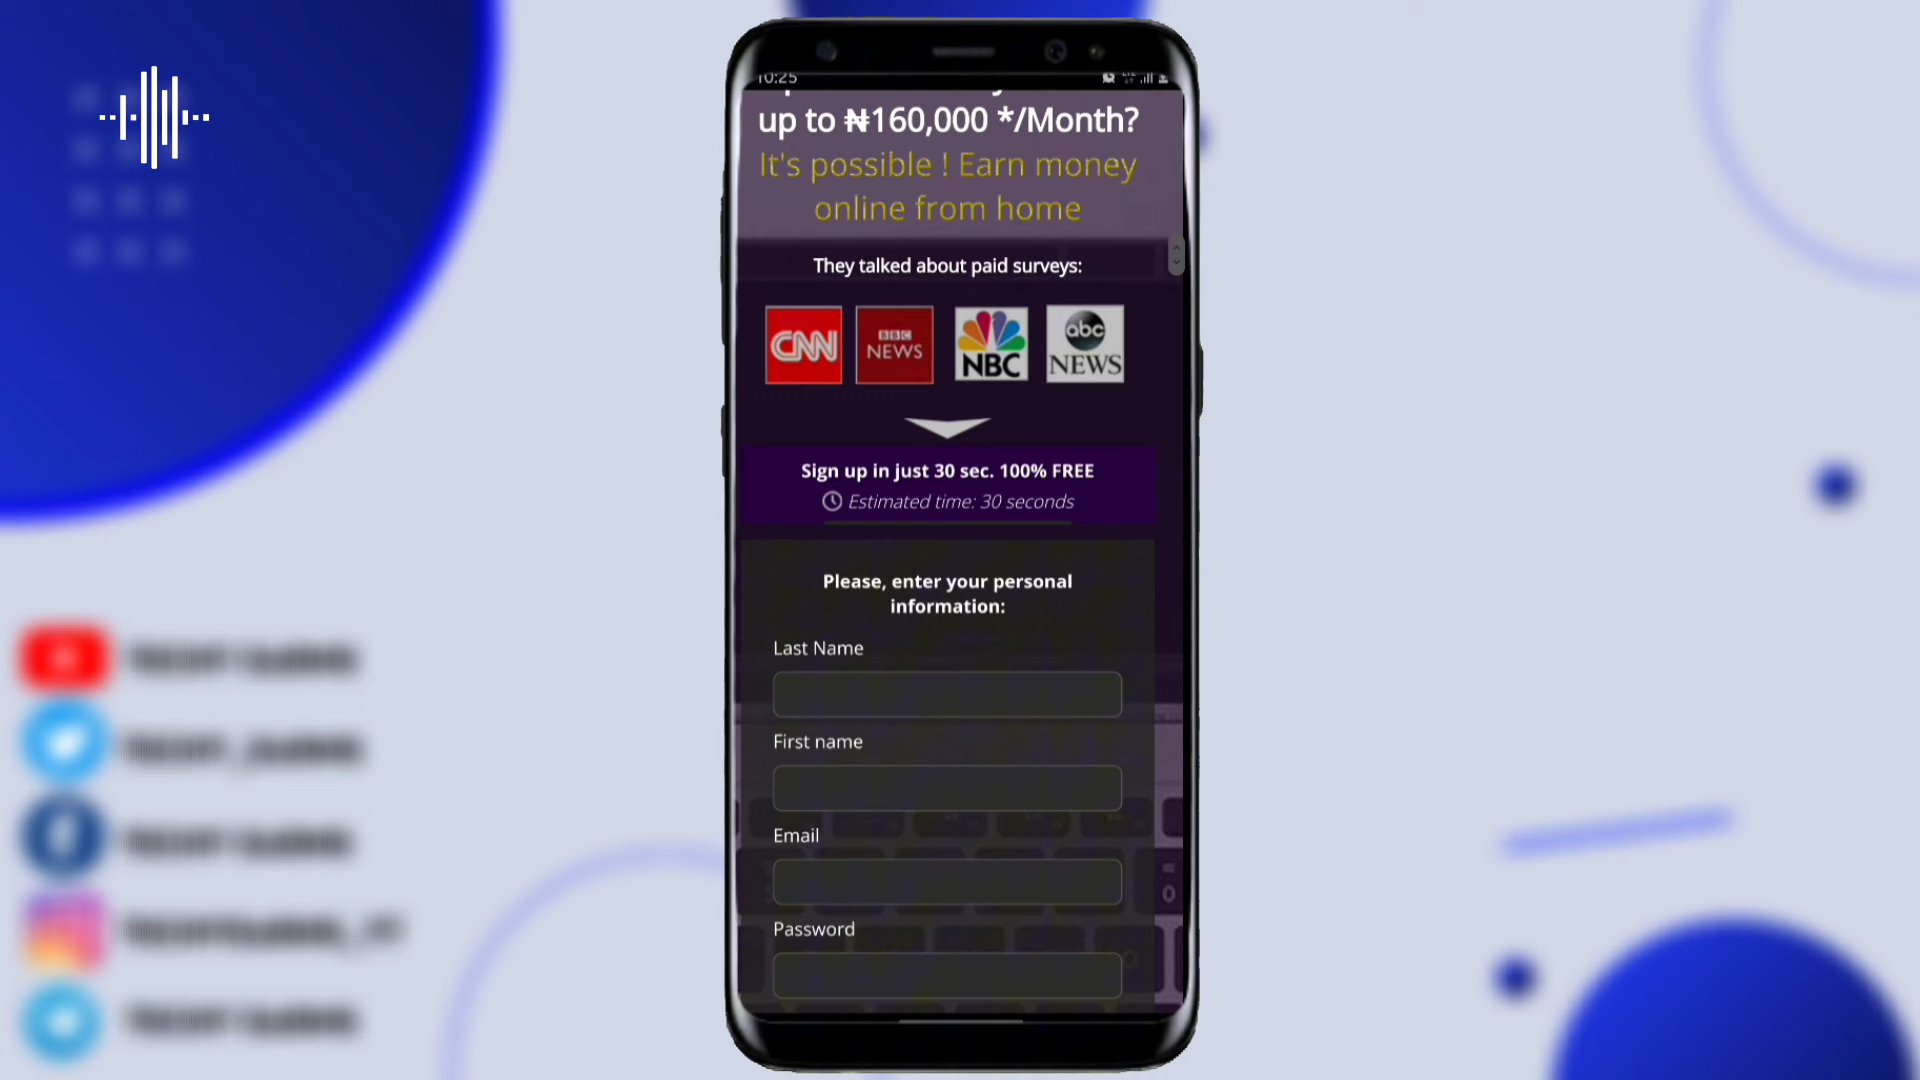 10:25
up to ₦160,000 */Month?
It's possible ! Earn money
online from home
They talked about paid surveys:
CNN
BBC
NEWS
NBC
abc
NEWS
Sign up in just 30 sec. 100% FREE
Estimated time: 30 seconds
Please, enter your personal
information:
Last Name
First name
Email
Password